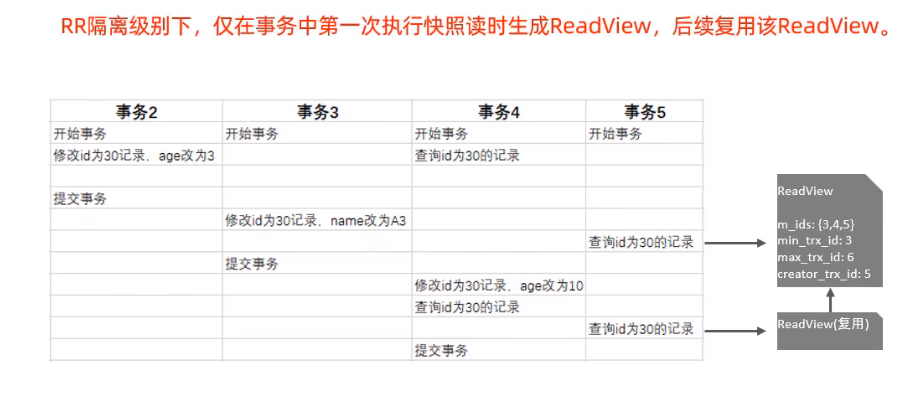 RR隔离级别下，仅在事务中第一次执行快照读时生成ReadView，后续复用该ReadView。
事务2 事务3 事务4 事务5
开始事务 开始事务 开始事务 开始事务
修改id为30记录，age改为3 查询id为30的记录
提交事务
修改id为30记录，name改为A3
查询id为30的记录
提交事务
修改id为30记录，age改为10
查询id为30的记录
查询id为30的记录
提交事务
ReadView
m_ids: {3,4,5}
min_trx_id: 3
max_trx_id: 6
creator_trx_id: 5
ReadView(复用)